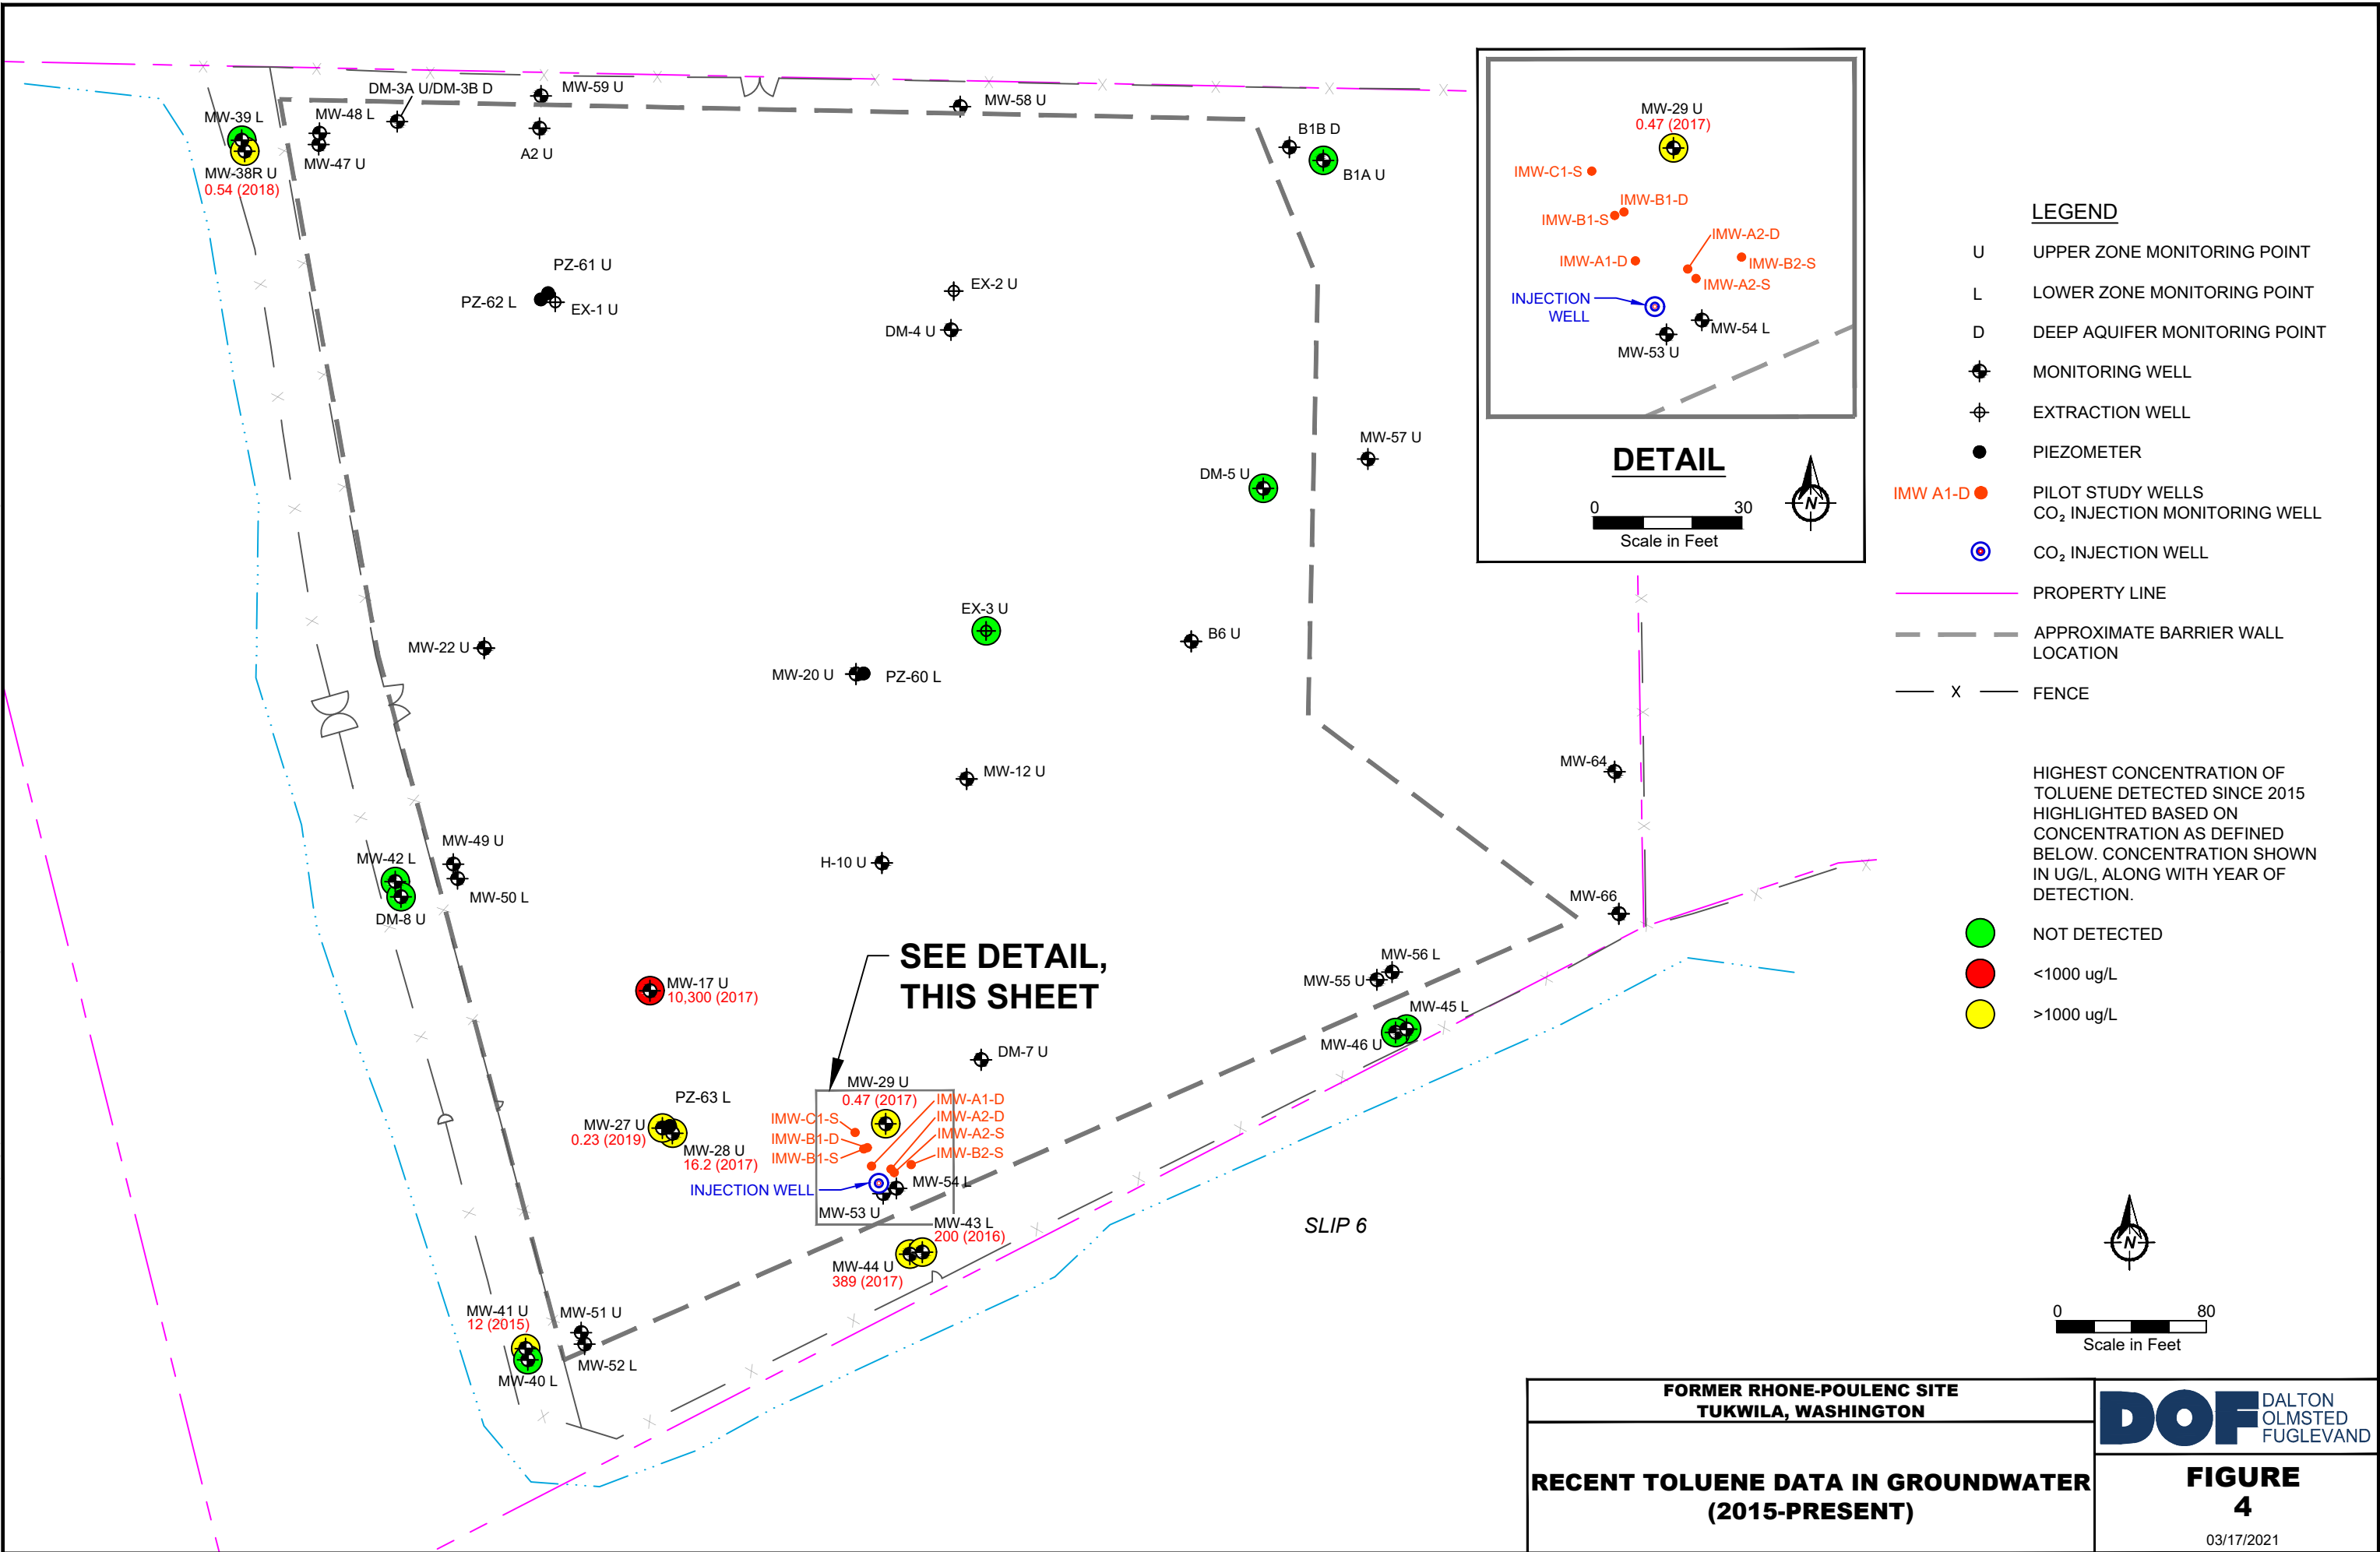 DM-3A U/DM-3B D
MW-59 U
MW-58 U
MW-39 L
MW-48 L
A2 U
MW-47 U
MW-38R U
0.54 (2018)
B1B D
B1A U
PZ-61 U
PZ-62 L
EX-1 U
EX-2 U
DM-4 U
MW-57 U
DM-5 U
EX-3 U
B6 U
MW-22 U
MW-20 U
PZ-60 L
MW-12 U
MW-64
MW-49 U
MW-42 L
H-10 U
MW-50 L
DM-8 U
MW-66
SEE DETAIL,
THIS SHEET
MW-56 L
MW-55 U
MW-17 U
10,300 (2017)
MW-45 L
MW-46 U
DM-7 U
MW-29 U
0.47 (2017)
PZ-63 L
MW-27 U
0.23 (2019)
MW-28 U
16.2 (2017)
IMW-C1-S
IMW-B1-D
IMW-B1-S
IMW-A1-D
IMW-A2-D
IMW-A2-S
IMW-B2-S
INJECTION WELL
MW-54 L
MW-53 U
MW-43 L
200 (2016)
MW-44 U
389 (2017)
SLIP 6
MW-41 U
12 (2015)
MW-51 U
MW-52 L
MW-40 L
MW-29 U
0.47 (2017)
IMW-C1-S
IMW-B1-D
IMW-B1-S
IMW-A2-D
IMW-A1-D
IMW-B2-S
IMW-A2-S
INJECTION
WELL
MW-54 L
MW-53 U
DETAIL
0 30
Scale in Feet
N
LEGEND
U UPPER ZONE MONITORING POINT
L LOWER ZONE MONITORING POINT
D DEEP AQUIFER MONITORING POINT
MONITORING WELL
EXTRACTION WELL
PIEZOMETER
IMW A1-D PILOT STUDY WELLS
CO₂ INJECTION MONITORING WELL
CO₂ INJECTION WELL
PROPERTY LINE
APPROXIMATE BARRIER WALL
LOCATION
X FENCE
HIGHEST CONCENTRATION OF
TOLUENE DETECTED SINCE 2015
HIGHLIGHTED BASED ON
CONCENTRATION AS DEFINED
BELOW. CONCENTRATION SHOWN
IN UG/L, ALONG WITH YEAR OF
DETECTION.
NOT DETECTED
<1000 ug/L
>1000 ug/L
N
0 80
Scale in Feet
FORMER RHONE-POULENC SITE
TUKWILA, WASHINGTON
RECENT TOLUENE DATA IN GROUNDWATER
(2015-PRESENT)
DOF DALTON
OLMSTED
FUGLEVAND
FIGURE
4
03/17/2021